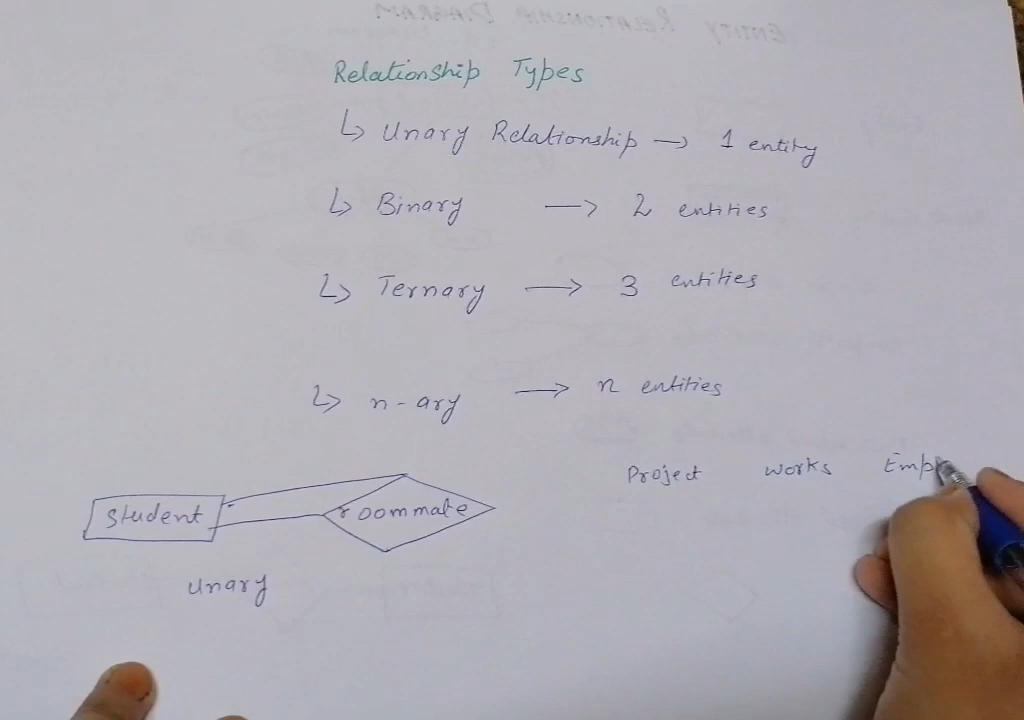 Relationship Types
↳ Unary Relationship → 1 entity
↳ Binary → 2 entities
↳ Ternary → 3 entities
↳ n-ary → n entities
Project works Emp
student roommate
unary